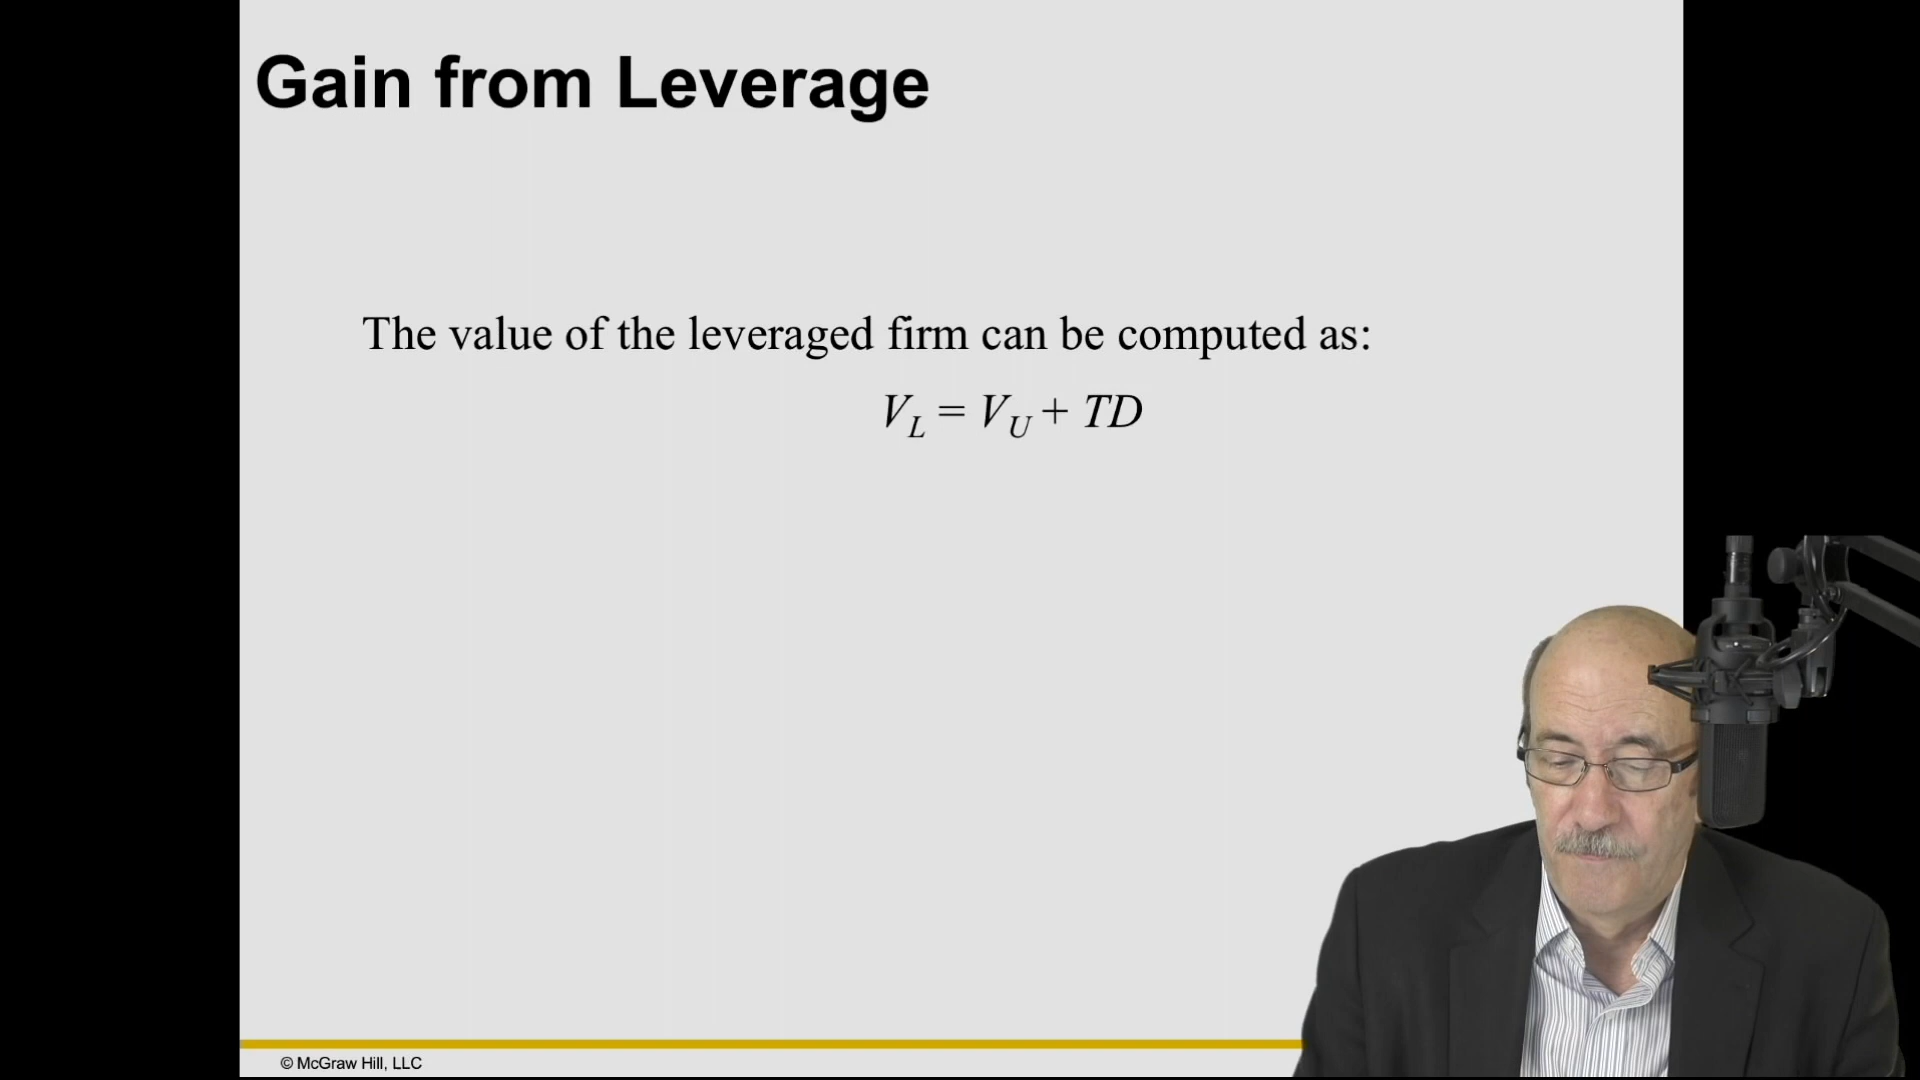 Gain from Leverage
The value of the leveraged firm can be computed as:
V_L = V_U + TD
© McGraw Hill, LLC